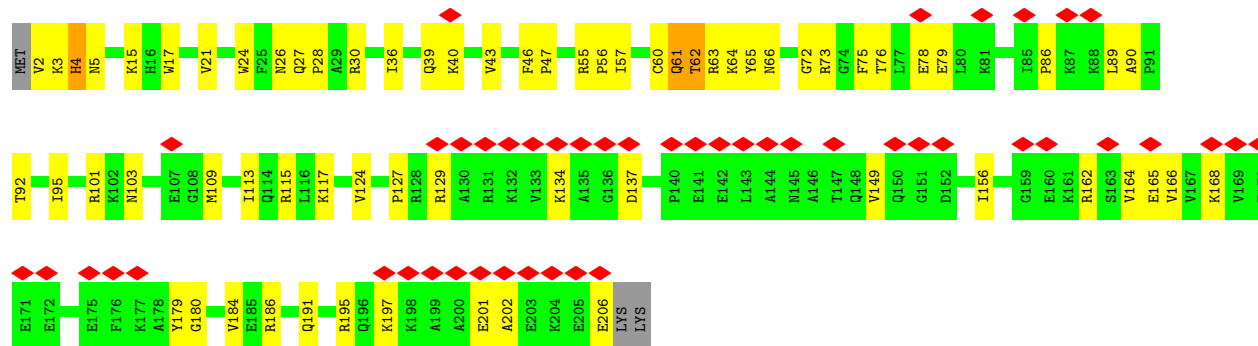 MET V2 K3 H4 N5 K15 H16 W17 V21 W24 F25 N26 Q27 P28 A29 R30 I36 Q39 K40 V43 F46 P47 R55 P56 I57 C60 Q61 T62 R63 K64 Y65 N66 G72 R73 G74 F75 T76 L77 E78 E79 L80 K81 I85 P86 K87 K88 L89 A90 P91
T92 I95 R101 K102 N103 E107 G108 M109 I113 Q114 R115 L116 K117 V124 P127 R128 R129 A130 R131 K132 V133 K134 A135 G136 D137 P140 E141 E142 L143 A144 N145 A146 T147 Q148 V149 Q150 G151 D152 I156 G159 E160 K161 R162 S163 V164 E165 V166 V167 K168 V169
E171 E172 E175 F176 K177 A178 Y179 G180 V184 E185 R186 Q191 R195 Q196 K197 K198 A199 A200 E201 A202 E203 K204 E205 E206 LYS LYS